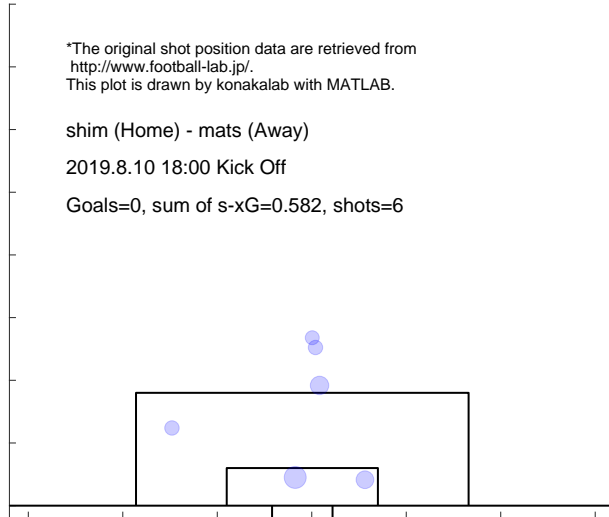 *The original shot position data are retrieved from
http://www.football-lab.jp/.
This plot is drawn by konakalab with MATLAB.
shim (Home) - mats (Away)
2019.8.10 18:00 Kick Off
Goals=0, sum of s-xG=0.582, shots=6